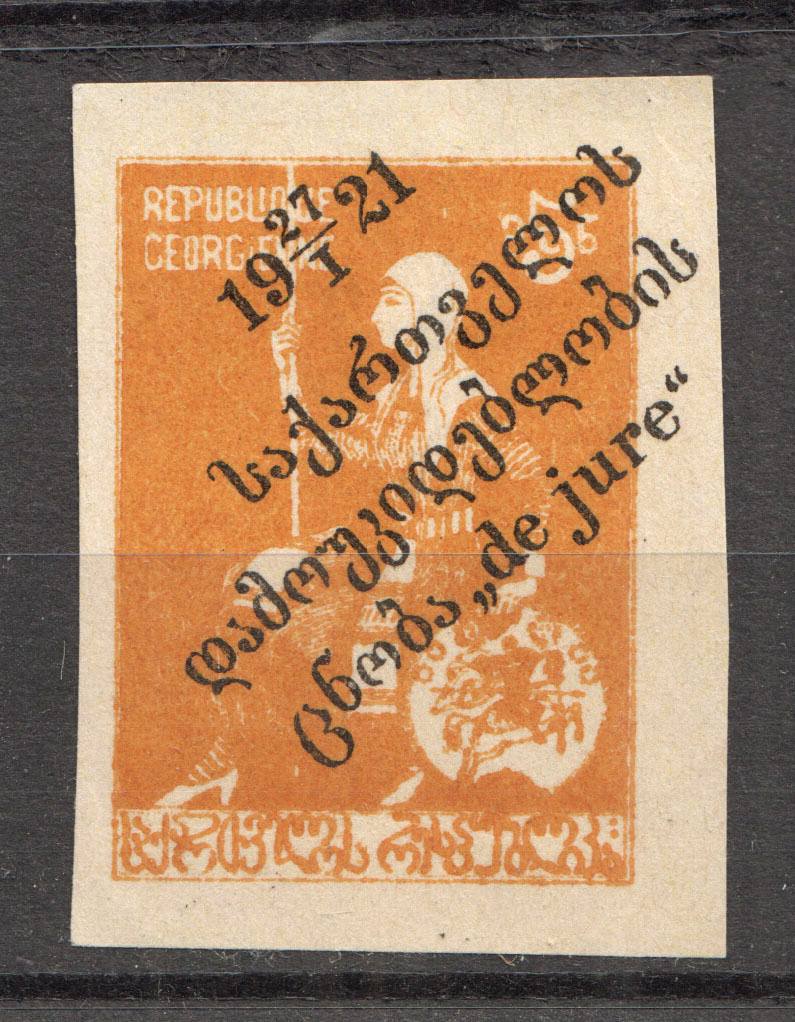 REPUBLIQUE
GEORGIENNE
19 27/I 21
საქართველოს
დამოუკიდებლობის
ცნობა „de jure“